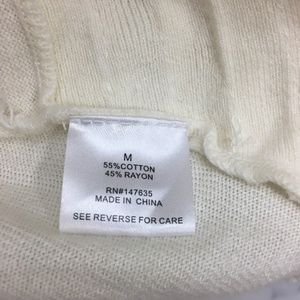 M
55%COTTON
45% RAYON
RN#147635
MADE IN CHINA
SEE REVERSE FOR CARE